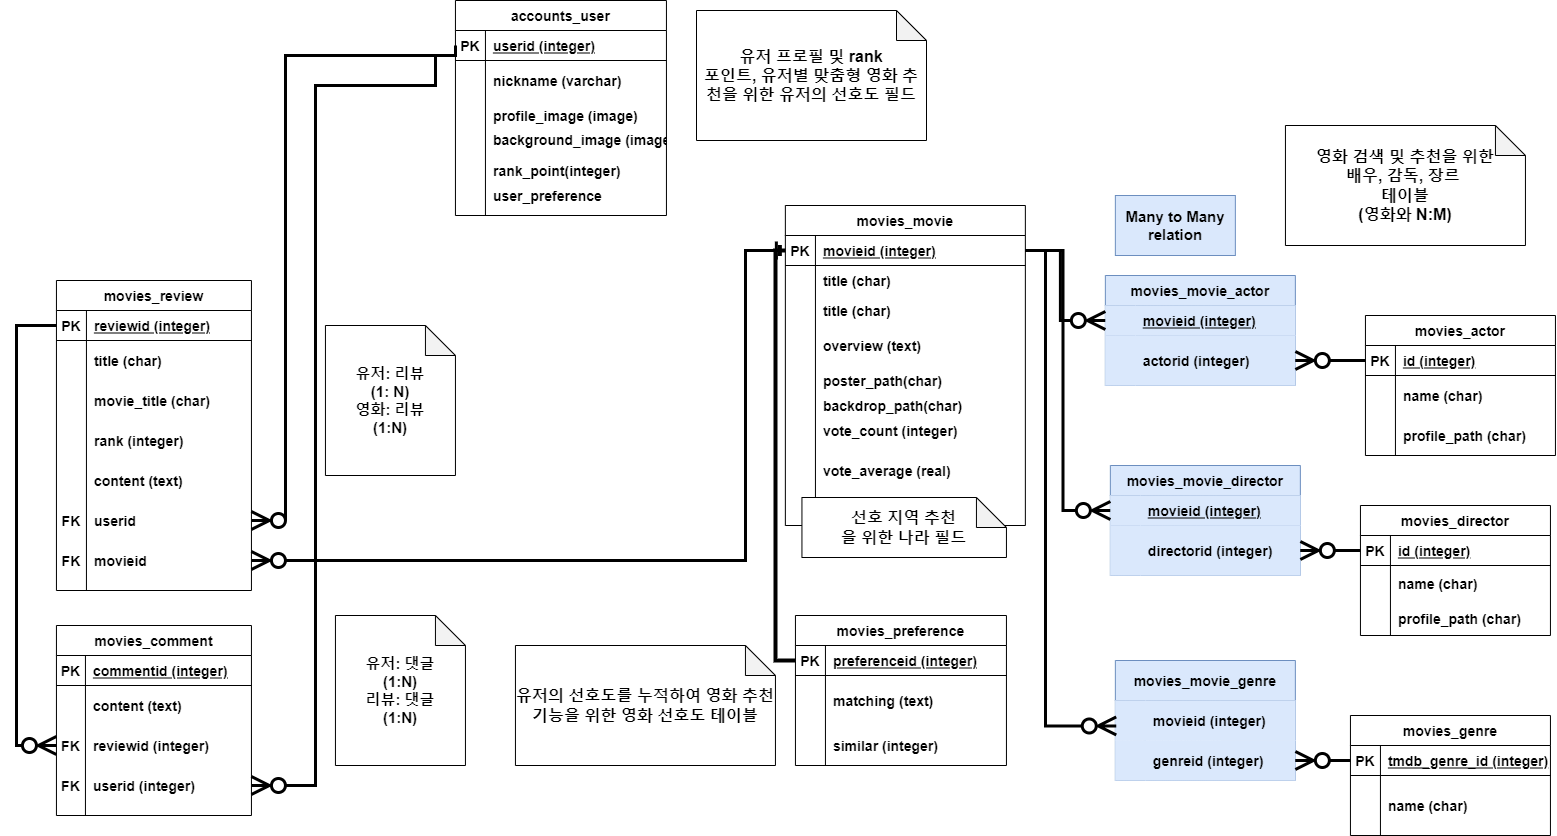 accounts_user
PK
userid (integer)
nickname (varchar)
profile_image (image)
background_image (image
rank_point(integer)
user_preference
유저 프로필 및 rank
포인트, 유저별 맞춤형 영화 추
천을 위한 유저의 선호도 필드
영화 검색 및 추천을 위한
배우, 감독, 장르
테이블
(영화와 N:M)
Many to Many
relation
movies_movie
PK
movieid (integer)
title (char)
title (char)
overview (text)
poster_path(char)
backdrop_path(char)
vote_count (integer)
vote_average (real)
선호 지역 추천
을 위한 나라 필드
movies_review
PK
reviewid (integer)
title (char)
movie_title (char)
rank (integer)
content (text)
FK
userid
FK
movieid
유저: 리뷰
(1: N)
영화: 리뷰
(1:N)
movies_movie_actor
movieid (integer)
actorid (integer)
movies_actor
PK
id (integer)
name (char)
profile_path (char)
movies_movie_director
movieid (integer)
directorid (integer)
movies_director
PK
id (integer)
name (char)
profile_path (char)
movies_comment
PK
commentid (integer)
content (text)
FK
reviewid (integer)
FK
userid (integer)
유저: 댓글
(1:N)
리뷰: 댓글
(1:N)
유저의 선호도를 누적하여 영화 추천
기능을 위한 영화 선호도 테이블
movies_preference
PK
preferenceid (integer)
matching (text)
similar (integer)
movies_movie_genre
movieid (integer)
genreid (integer)
movies_genre
PK
tmdb_genre_id (integer)
name (char)